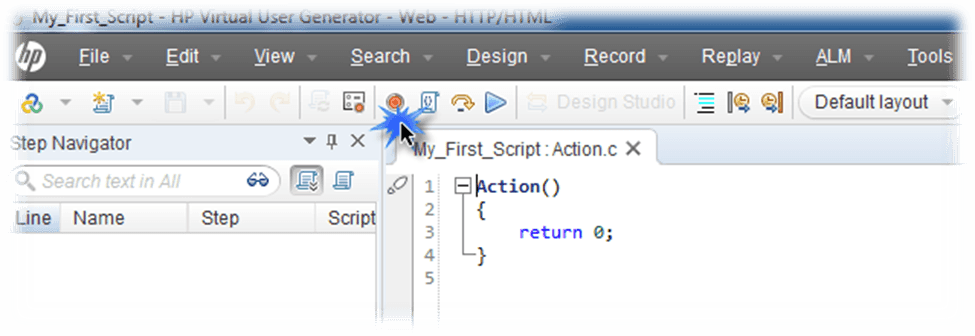 My_First_Script - HP Virtual User Generator - Web - HTTP/HTML
hp File Edit View Search Design Record Replay ALM Tools
Design Studio Default layout
Step Navigator
My_First_Script : Action.c
Search text in All
Line Name Step Script
1 Action()
2 {
3 return 0;
4 }
5